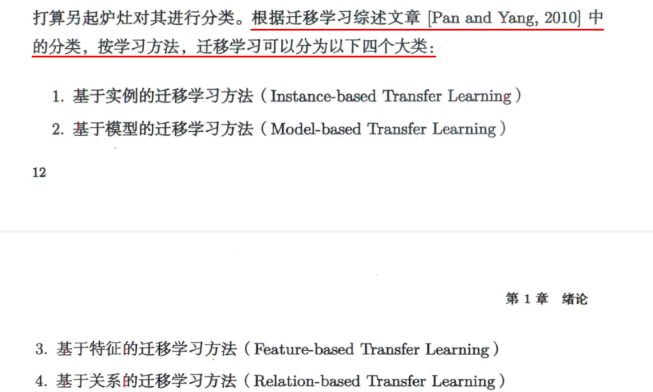 打算另起炉灶对其进行分类。根据迁移学习综述文章 [Pan and Yang, 2010] 中
的分类，按学习方法，迁移学习可以分为以下四个大类：
1. 基于实例的迁移学习方法（Instance-based Transfer Learning）
2. 基于模型的迁移学习方法（Model-based Transfer Learning）
12
第 1 章 绪论
3. 基于特征的迁移学习方法（Feature-based Transfer Learning）
4. 基于关系的迁移学习方法（Relation-based Transfer Learning）